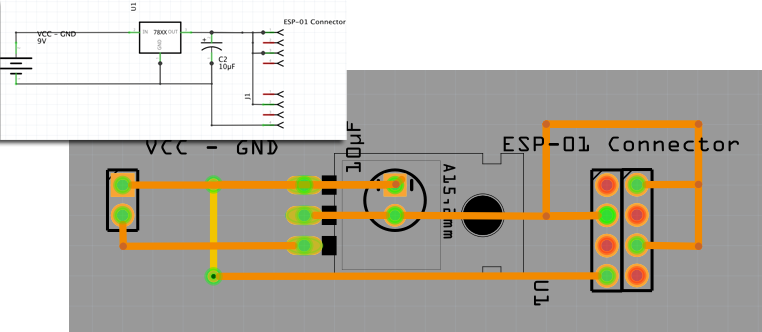 U1
ESP-01 Connector
VCC - GND
9V
IN
78XX
OUT
GND
+
C2
10µF
J1
VCC - GND
10µF
A15,2mm
ESP-01 Connector
U1